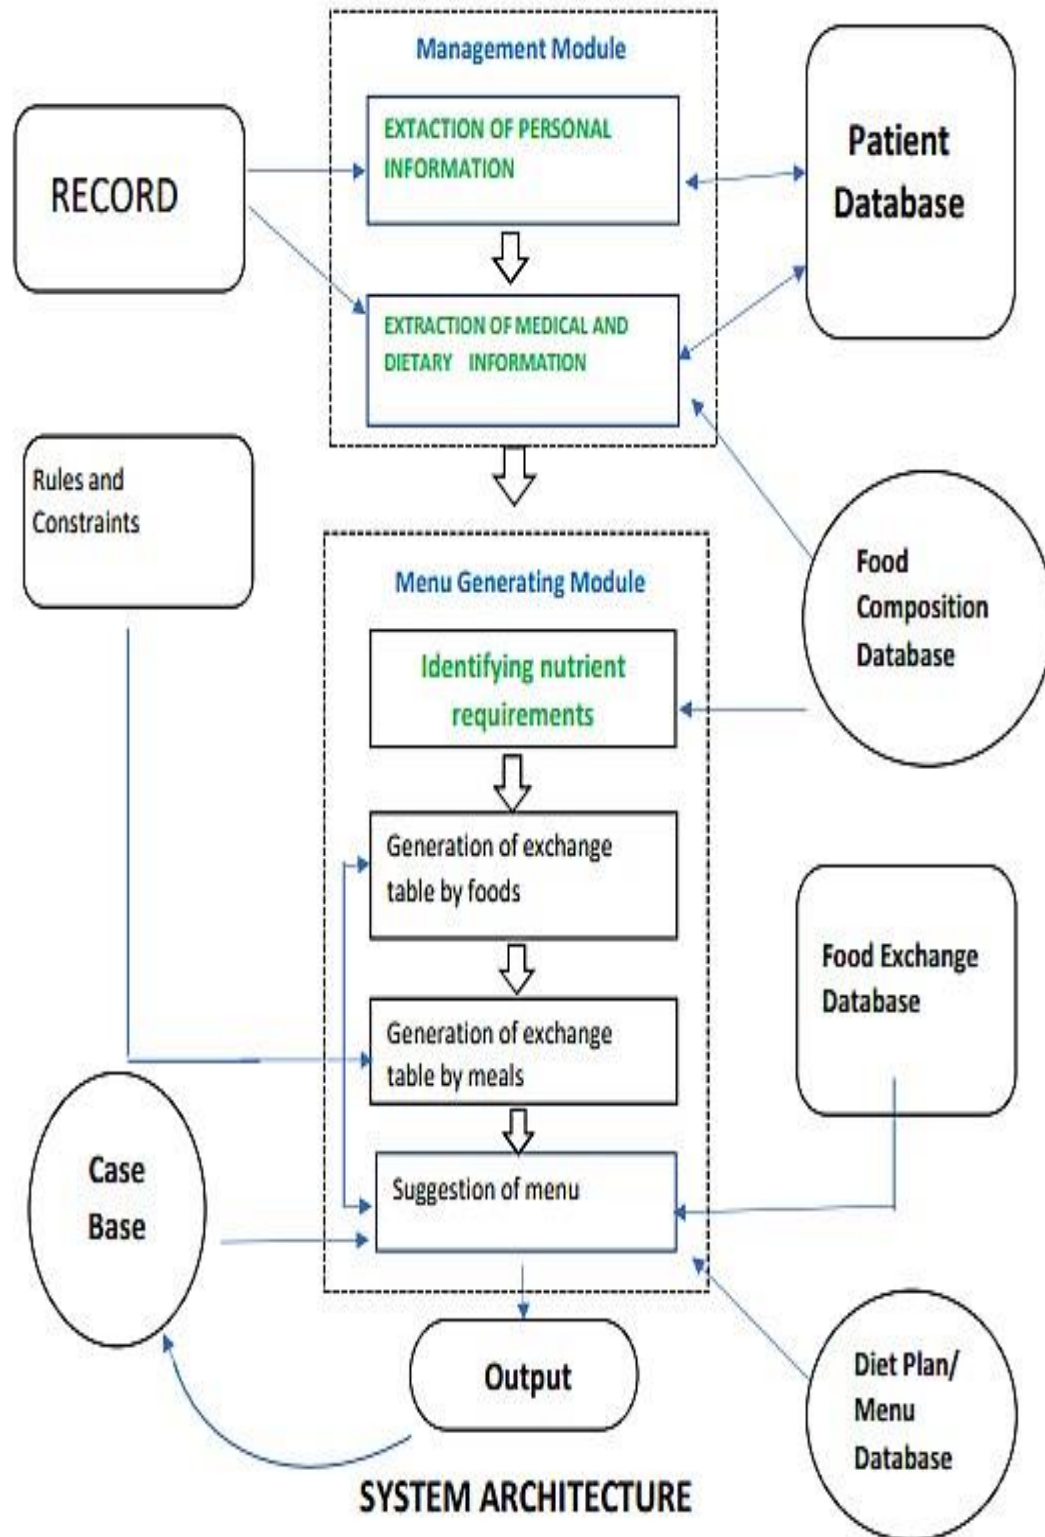 Management Module
EXTACTION OF PERSONAL
INFORMATION
Patient
Database
RECORD
EXTRACTION OF MEDICAL AND
DIETARY INFORMATION
Rules and
Constraints
Food
Composition
Database
Menu Generating Module
Identifying nutrient
requirements
Generation of exchange
table by foods
Food Exchange
Database
Generation of exchange
table by meals
Case
Base
Suggestion of menu
Output
Diet Plan/
Menu
Database
SYSTEM ARCHITECTURE